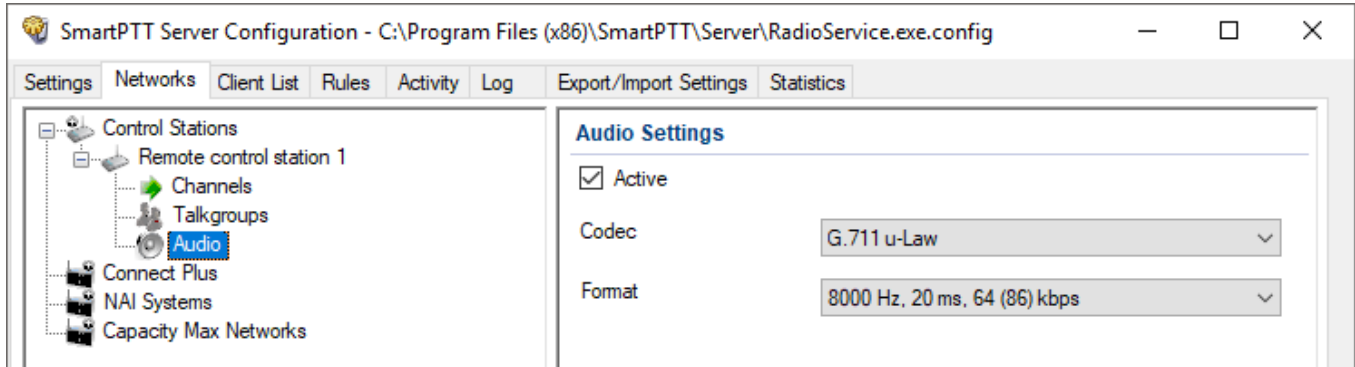 SmartPTT Server Configuration - C:\Program Files (x86)\SmartPTT\Server\RadioService.exe.config
Settings Networks Client List Rules Activity Log Export/Import Settings Statistics
Control Stations
Remote control station 1
Channels
Talkgroups
Audio
Connect Plus
NAI Systems
Capacity Max Networks
Audio Settings
Active
Codec G.711 u-Law
Format 8000 Hz, 20 ms, 64 (86) kbps